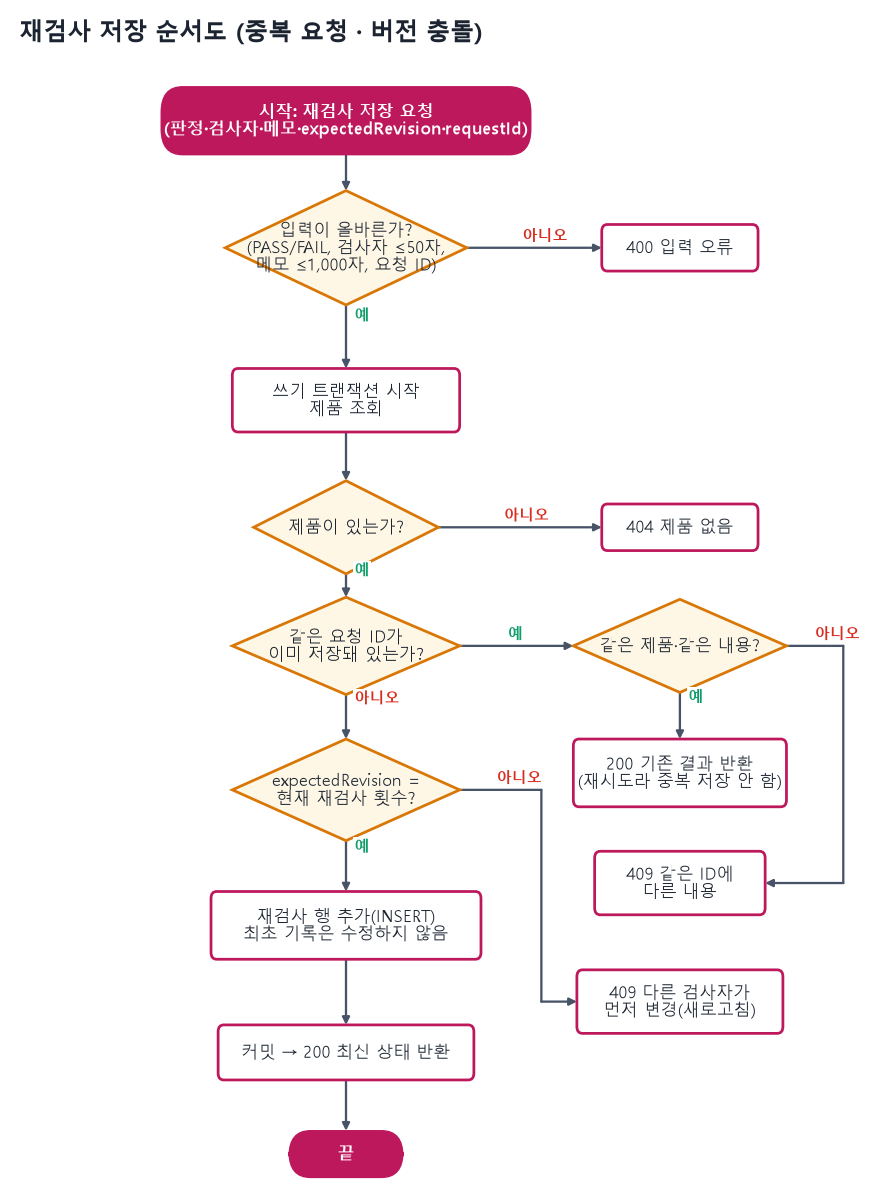 재검사 저장 순서도 (중복 요청 · 버전 충돌)
시작: 재검사 저장 요청
(판정·검사자·메모·expectedRevision·requestId)
입력이 올바른가?
(PASS/FAIL, 검사자 ≤50자,
메모 ≤1,000자, 요청 ID)
아니오
400 입력 오류
예
쓰기 트랜잭션 시작
제품 조회
제품이 있는가?
아니오
404 제품 없음
예
같은 요청 ID가
이미 저장돼 있는가?
예
같은 제품·같은 내용?
아니오
아니오
예
200 기존 결과 반환
(재시도라 중복 저장 안 함)
expectedRevision =
현재 재검사 횟수?
아니오
예
409 같은 ID에
다른 내용
재검사 행 추가(INSERT)
최초 기록은 수정하지 않음
409 다른 검사자가
먼저 변경(새로고침)
커밋 → 200 최신 상태 반환
끝